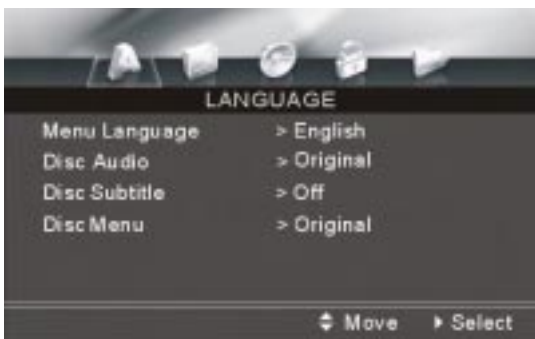 A
LANGUAGE
Menu Language > English
Disc Audio > Original
Disc Subtitle > Off
Disc Menu > Original
Move Select